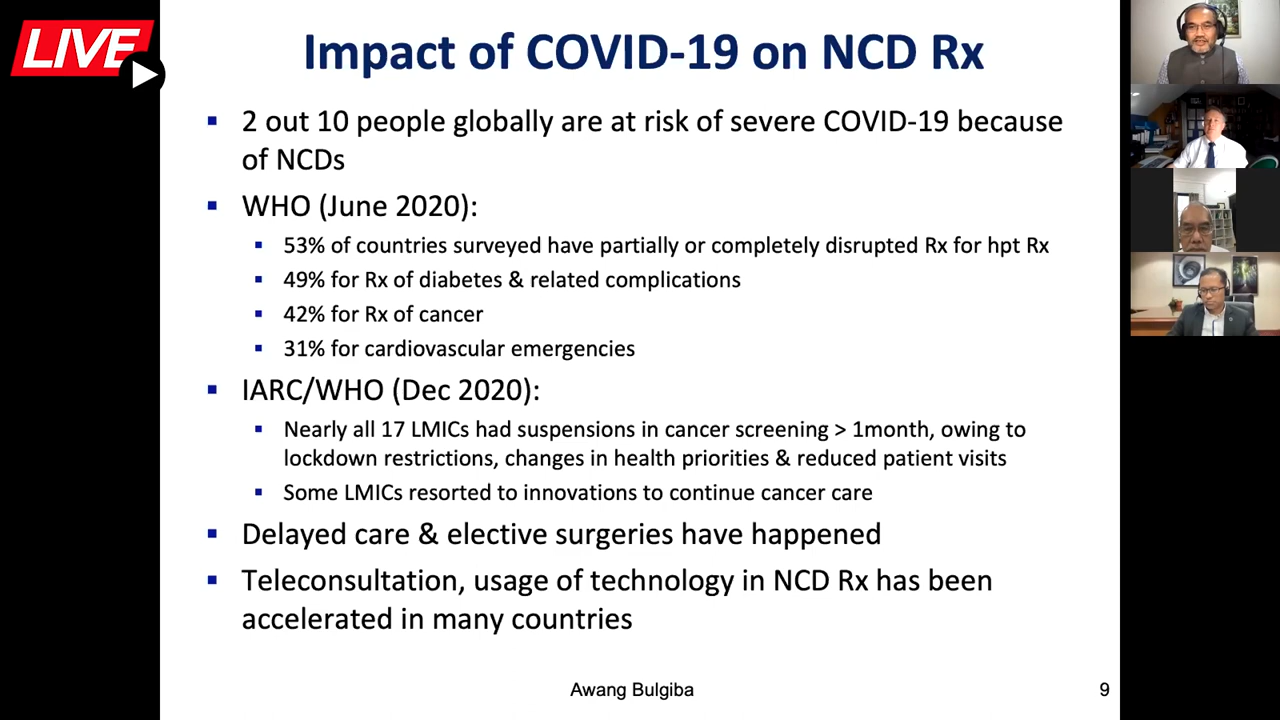 LIVE
Impact of COVID-19 on NCD Rx
▪ 2 out 10 people globally are at risk of severe COVID-19 because
of NCDs
▪ WHO (June 2020):
▪ 53% of countries surveyed have partially or completely disrupted Rx for hpt Rx
▪ 49% for Rx of diabetes & related complications
▪ 42% for Rx of cancer
▪ 31% for cardiovascular emergencies
▪ IARC/WHO (Dec 2020):
▪ Nearly all 17 LMICs had suspensions in cancer screening > 1month, owing to
lockdown restrictions, changes in health priorities & reduced patient visits
▪ Some LMICs resorted to innovations to continue cancer care
▪ Delayed care & elective surgeries have happened
▪ Teleconsultation, usage of technology in NCD Rx has been
accelerated in many countries
Awang Bulgiba
9